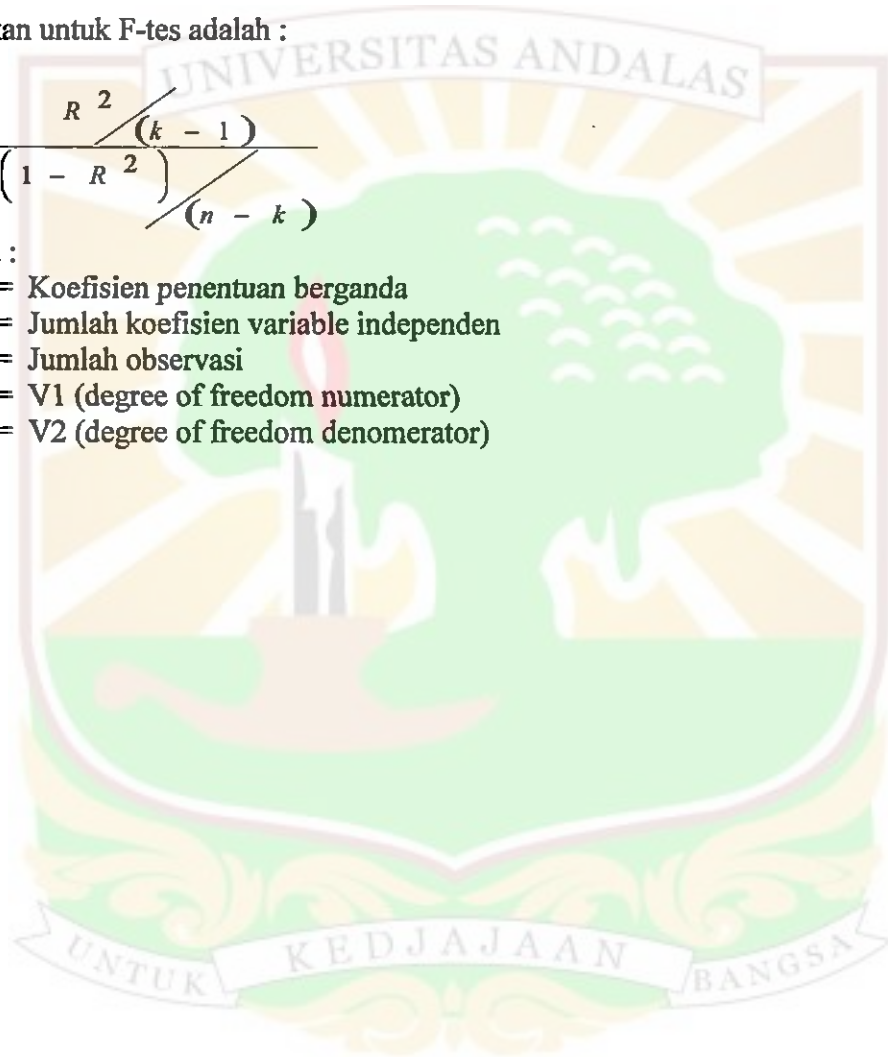 an untuk F-tes adalah :
UNIVERSITAS ANDALAS
R 2 / (k - 1)
(1 - R 2) / (n - k)
:
= Koefisien penentuan berganda
= Jumlah koefisien variable independen
= Jumlah observasi
= V1 (degree of freedom numerator)
= V2 (degree of freedom denomerator)
UNTUK KEDJAJAAN BANGSA